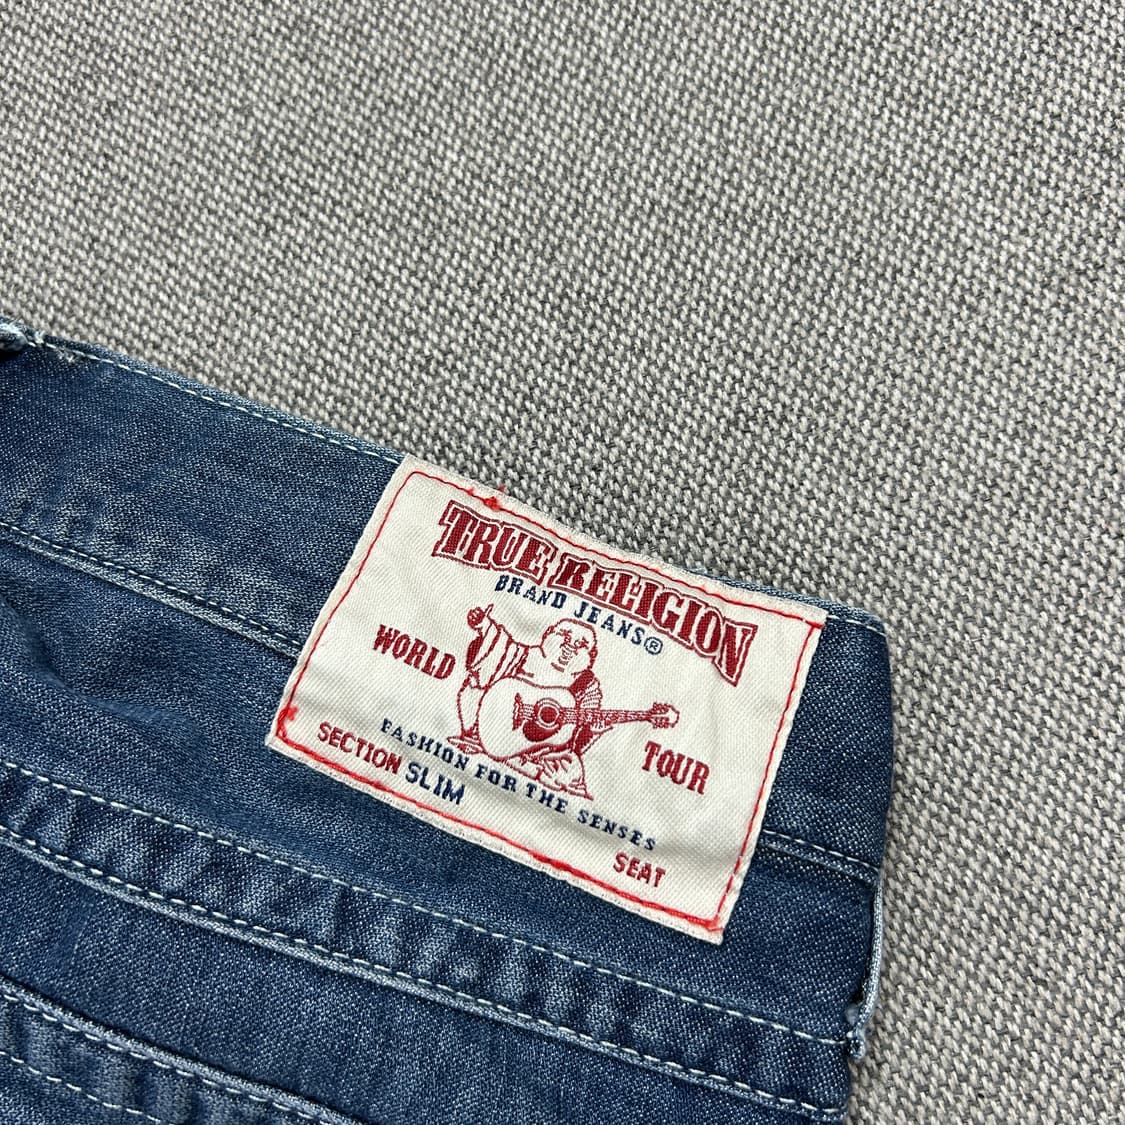 TRUE RELIGION
BRAND JEANS®
WORLD TOUR
FASHION FOR THE SENSES
SECTION SLIM SEAT